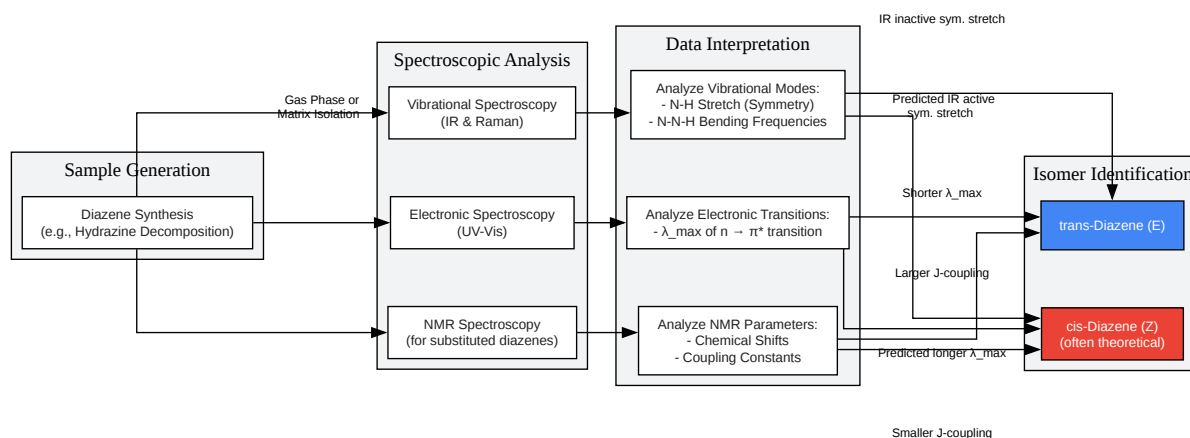 Sample Generation
Diazene Synthesis
(e.g., Hydrazine Decomposition)
Gas Phase or
Matrix Isolation
Spectroscopic Analysis
Vibrational Spectroscopy
(IR & Raman)
Electronic Spectroscopy
(UV-Vis)
NMR Spectroscopy
(for substituted diazenes)
Data Interpretation
Analyze Vibrational Modes:
- N-H Stretch (Symmetry)
- N-N-H Bending Frequencies
Analyze Electronic Transitions:
- λ_max of n → π* transition
Analyze NMR Parameters:
- Chemical Shifts
- Coupling Constants
IR inactive sym. stretch
Predicted IR active
sym. stretch
Shorter λ_max
Larger J-coupling
Predicted longer λ_max
Smaller J-coupling
Isomer Identification
trans-Diazene (E)
cis-Diazene (Z)
(often theoretical)